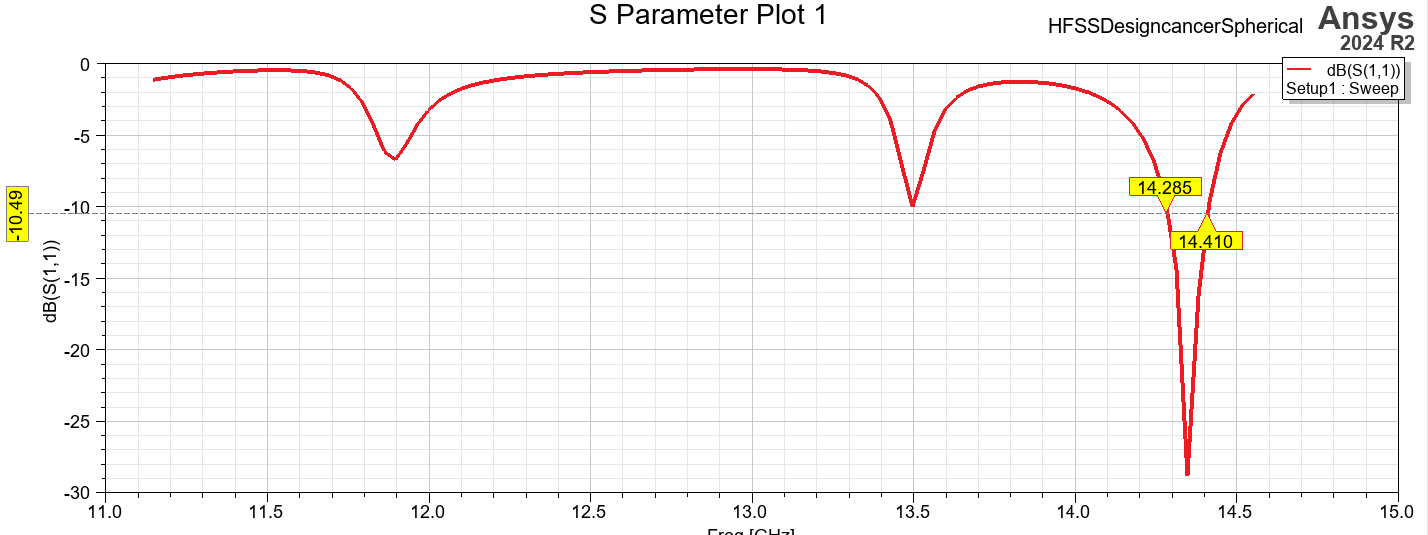 S Parameter Plot 1
HFSSDesigncancerSpherical
Ansys
2024 R2
dB(S(1,1))
Setup1 : Sweep
0
-5
-10
-15
-20
-25
-30
-10.49
dB(S(1,1))
14.285
14.410
11.0 11.5 12.0 12.5 13.0 13.5 14.0 14.5 15.0
Freq [GHz]